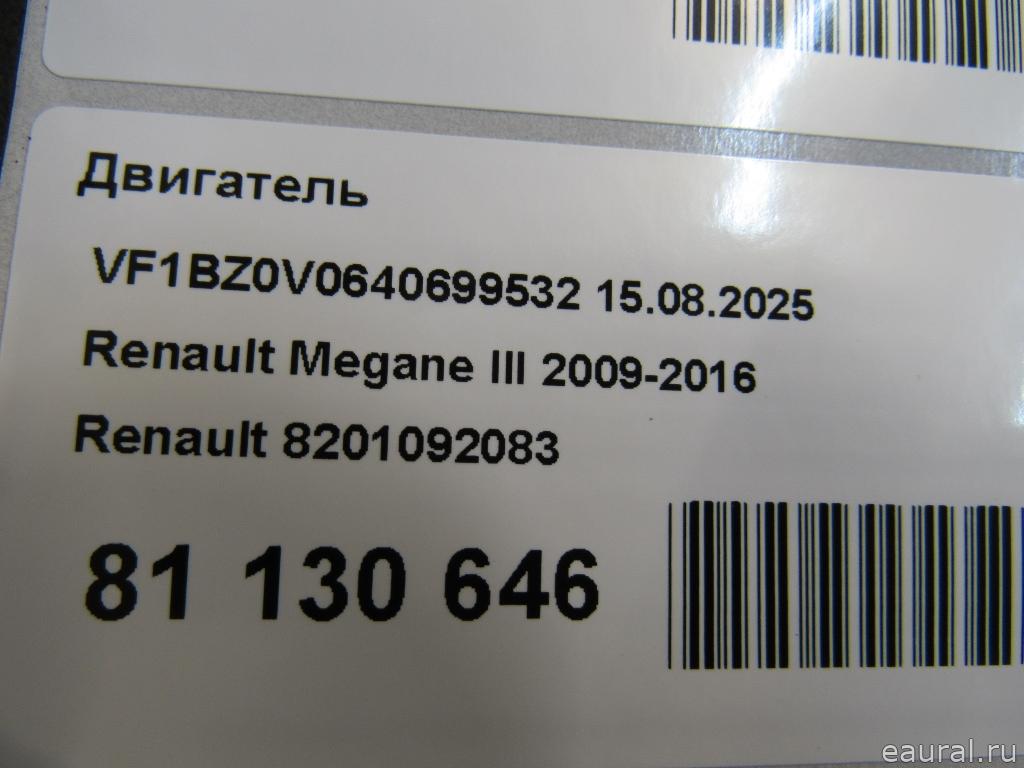 Двигатель
VF1BZ0V0640699532 15.08.2025
Renault Megane III 2009-2016
Renault 8201092083
81 130 646
eaural.ru